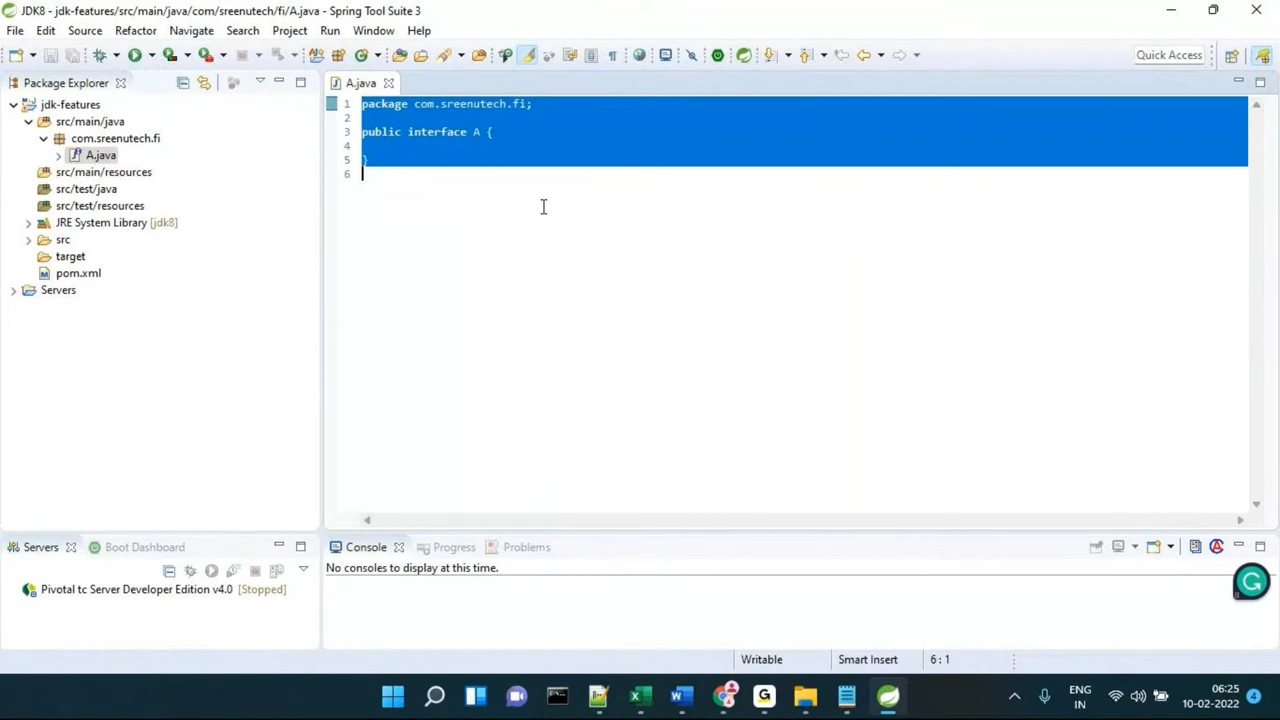 JDK8 - jdk-features/src/main/java/com/sreenutech/fi/A.java - Spring Tool Suite 3
File Edit Source Refactor Navigate Search Project Run Window Help
Quick Access
Package Explorer
jdk-features
src/main/java
com.sreenutech.fi
A.java
src/main/resources
src/test/java
src/test/resources
JRE System Library [jdk8]
src
target
pom.xml
Servers
A.java
1 package com.sreenutech.fi;
2
3 public interface A {
4
5 }
6
Servers Boot Dashboard
Pivotal tc Server Developer Edition v4.0 [Stopped]
Console Progress Problems
No consoles to display at this time.
Writable Smart Insert 6 : 1
ENG
IN
06:25
10-02-2022
4